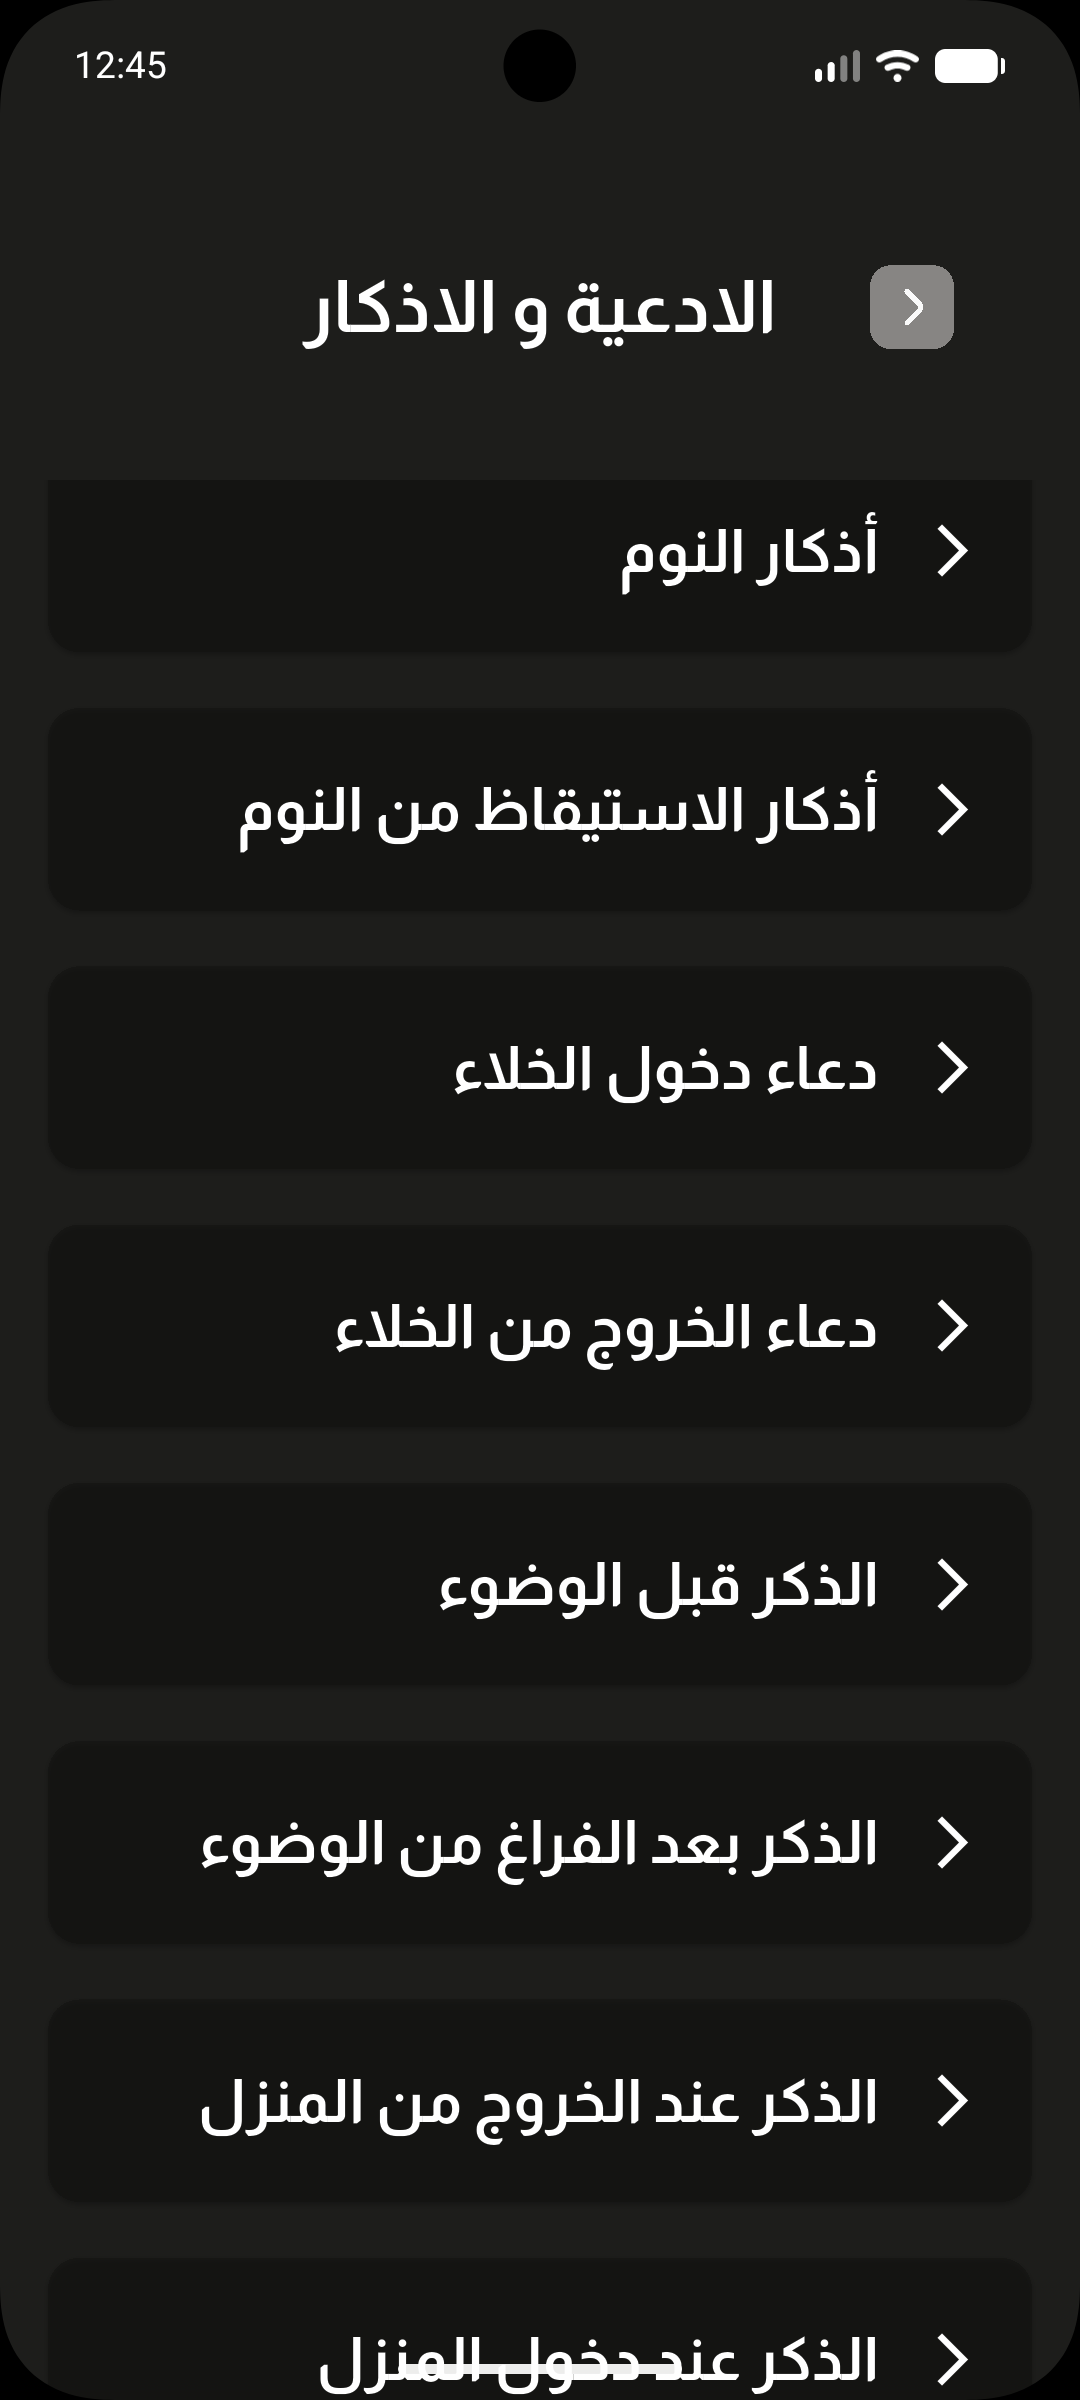 12:45
الادعية و الاذكار
أذكار النوم
أذكار الاستيقاظ من النوم
دعاء دخول الخلاء
دعاء الخروج من الخلاء
الذكر قبل الوضوء
الذكر بعد الفراغ من الوضوء
الذكر عند الخروج من المنزل
الذكر عند دخول المنزل